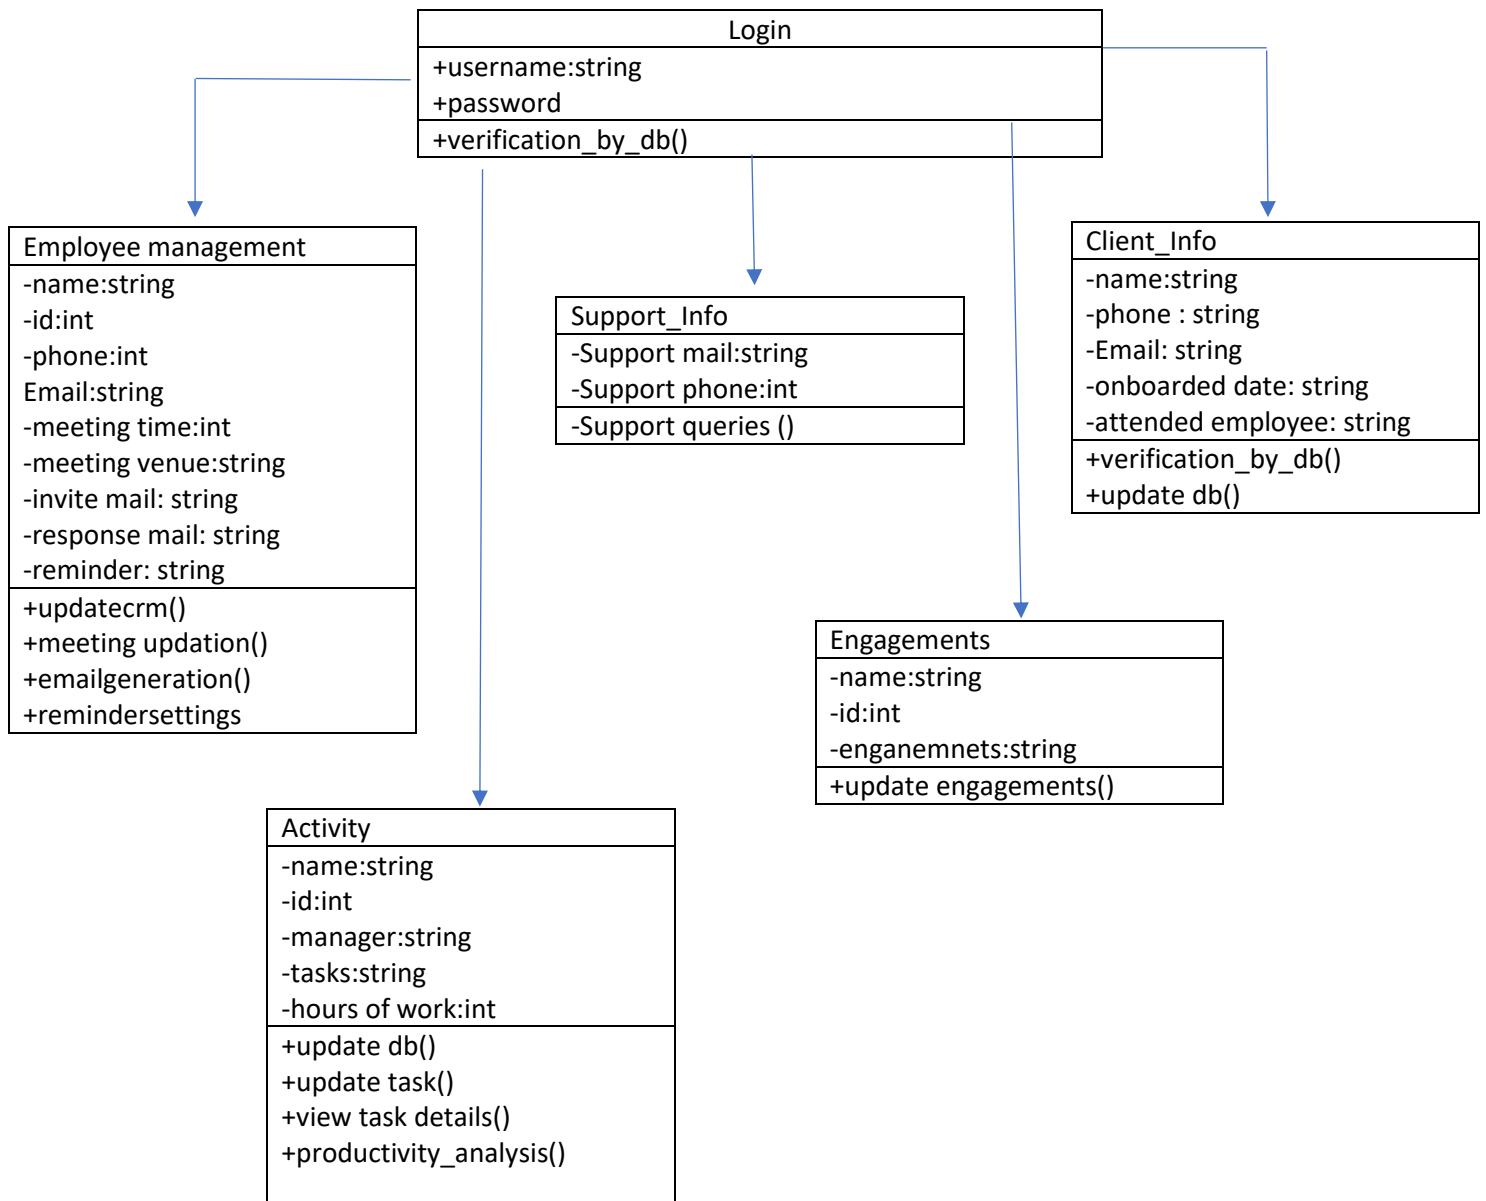 Login
+username:string
+password
+verification_by_db()
Employee management
-name:string
-id:int
-phone:int
Email:string
-meeting time:int
-meeting venue:string
-invite mail: string
-response mail: string
-reminder: string
+updatecrm()
+meeting updation()
+emailgeneration()
+remindersettings
Support_Info
-Support mail:string
-Support phone:int
-Support queries ()
Client_Info
-name:string
-phone : string
-Email: string
-onboarded date: string
-attended employee: string
+verification_by_db()
+update db()
Engagements
-name:string
-id:int
-enganemnets:string
+update engagements()
Activity
-name:string
-id:int
-manager:string
-tasks:string
-hours of work:int
+update db()
+update task()
+view task details()
+productivity_analysis()